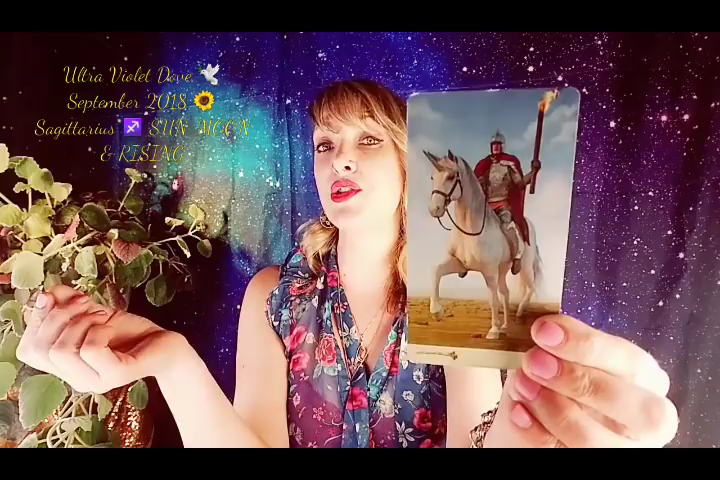 Ultra Violet Dove 🕊
September 2018 🌻
Sagittarius ♐ SUN MOON
& RISING